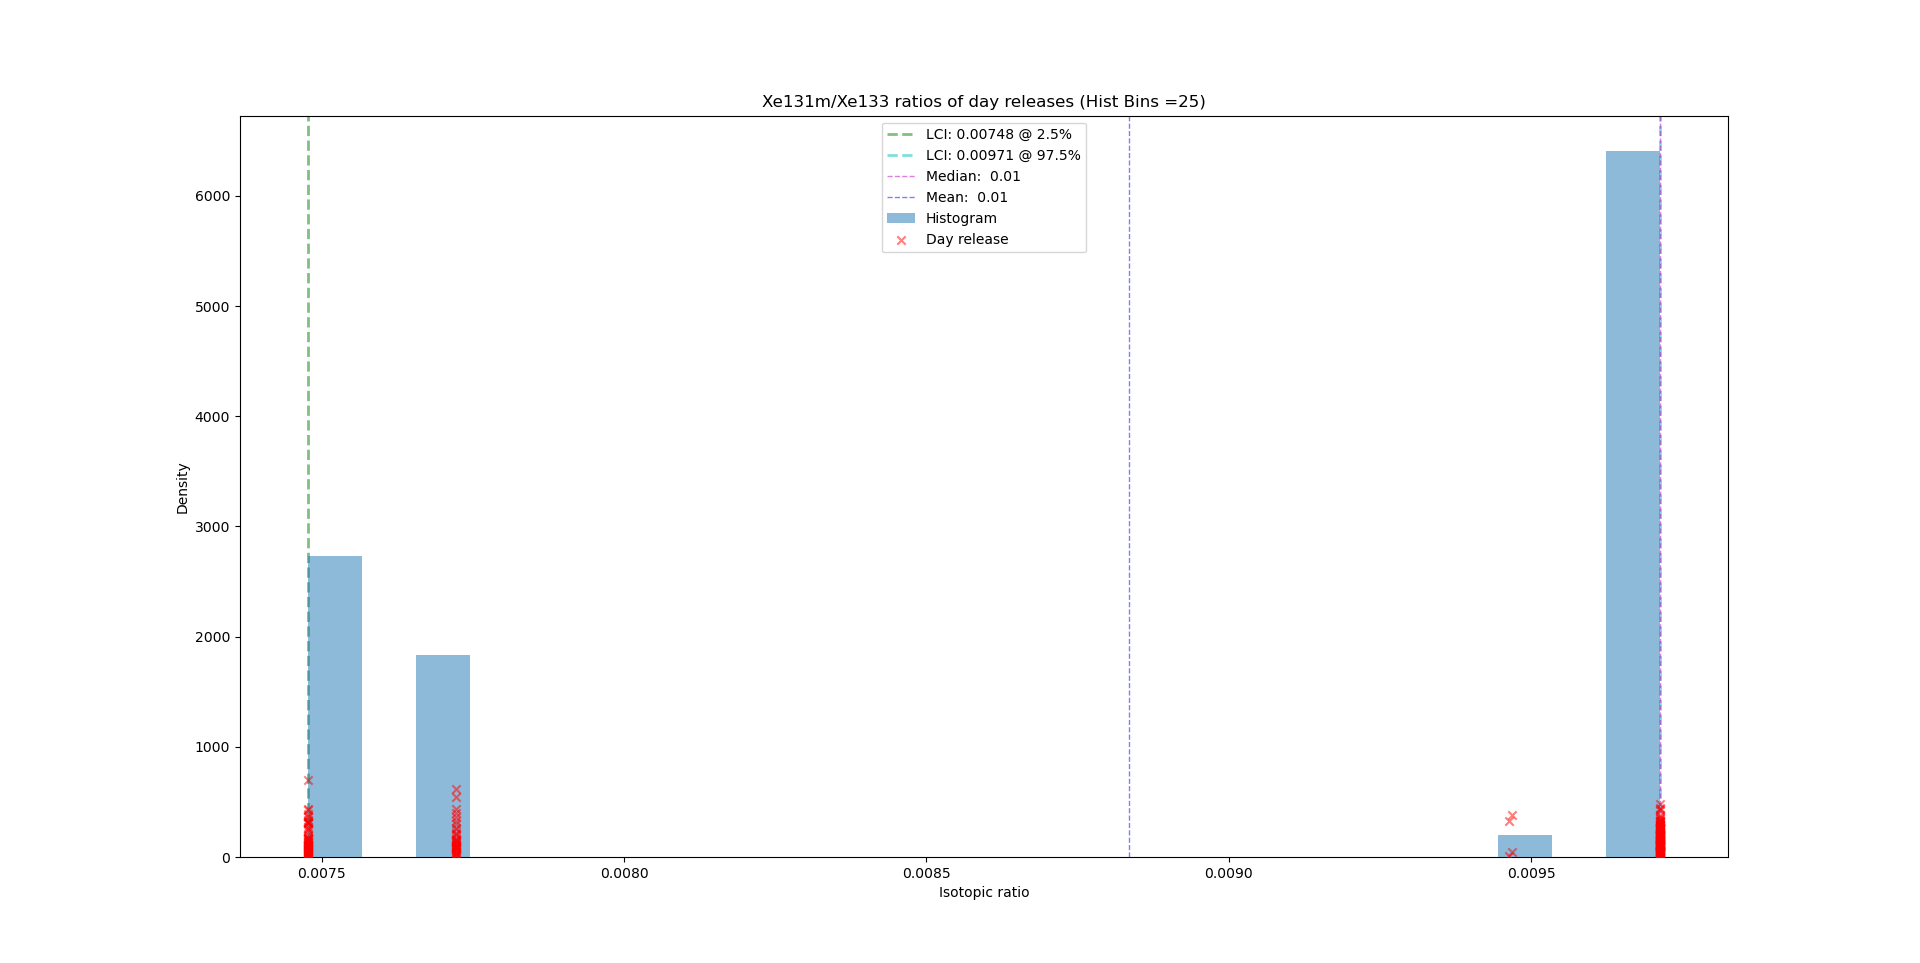 Xe131m/Xe133 ratios of day releases (Hist Bins =25)
LCI: 0.00748 @ 2.5%
LCI: 0.00971 @ 97.5%
Median:  0.01
Mean:  0.01
Histogram
Day release
6000
5000
4000
3000
2000
1000
0
Density
0.0075 0.0080 0.0085 0.0090 0.0095
Isotopic ratio